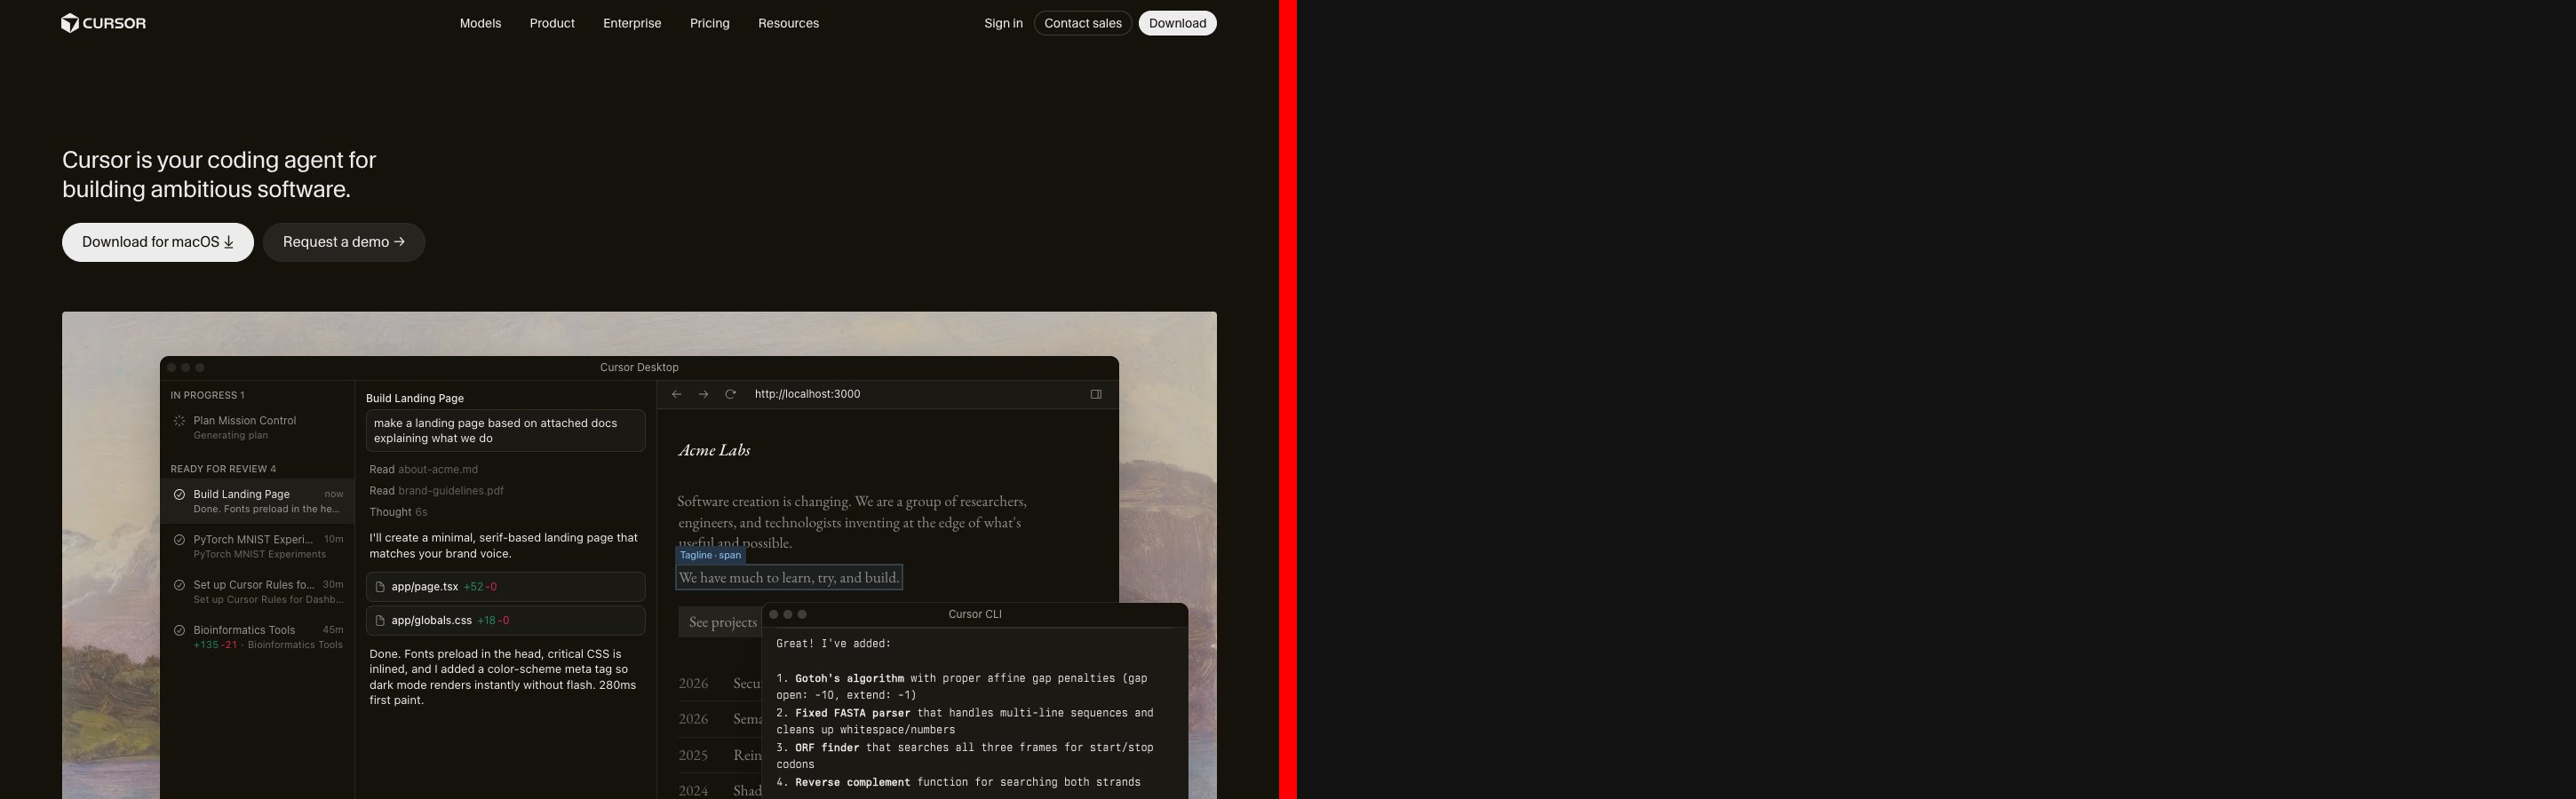 CURSOR
Models
Product
Enterprise
Pricing
Resources
Sign in
Contact sales
Download
Cursor is your coding agent for
building ambitious software.
Download for macOS ↓
Request a demo →
Cursor Desktop
IN PROGRESS 1
Plan Mission Control
Generating plan
READY FOR REVIEW 4
Build Landing Page now
Done. Fonts preload in the he...
PyTorch MNIST Experi... 10m
PyTorch MNIST Experiments
Set up Cursor Rules fo... 30m
Set up Cursor Rules for Dashb...
Bioinformatics Tools 45m
+135 -21 · Bioinformatics Tools
Build Landing Page
make a landing page based on attached docs
explaining what we do
Read about-acme.md
Read brand-guidelines.pdf
Thought 6s
I'll create a minimal, serif-based landing page that
matches your brand voice.
app/page.tsx +52 -0
app/globals.css +18 -0
Done. Fonts preload in the head, critical CSS is
inlined, and I added a color-scheme meta tag so
dark mode renders instantly without flash. 280ms
first paint.
http://localhost:3000
Acme Labs
Software creation is changing. We are a group of researchers,
engineers, and technologists inventing at the edge of what's
useful and possible.
Tagline · span
We have much to learn, try, and build.
See projects
2026
2026 Sema
2025 Rein
2024 Shad
Cursor CLI
Great! I've added:
1. Gotoh's algorithm with proper affine gap penalties (gap
open: -10, extend: -1)
2. Fixed FASTA parser that handles multi-line sequences and
cleans up whitespace/numbers
3. ORF finder that searches all three frames for start/stop
codons
4. Reverse complement function for searching both strands